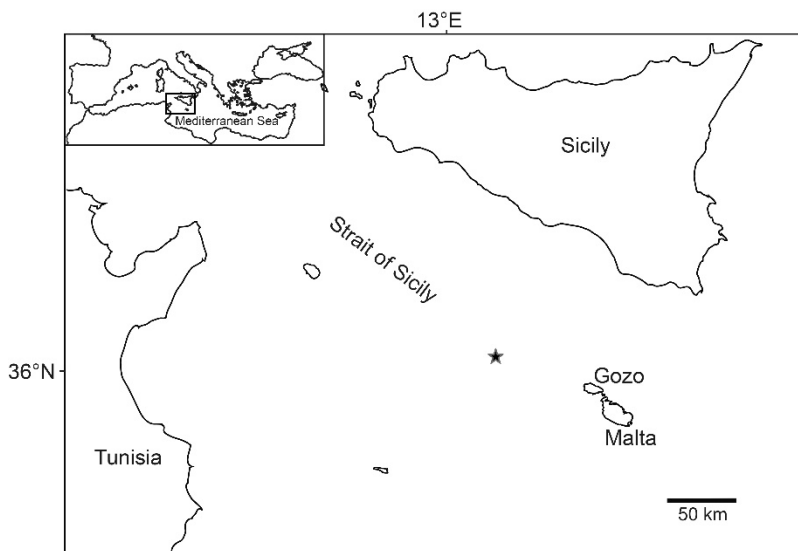 13°E
Mediterranean Sea
Sicily
Strait of Sicily
36°N
Gozo
Malta
Tunisia
50 km